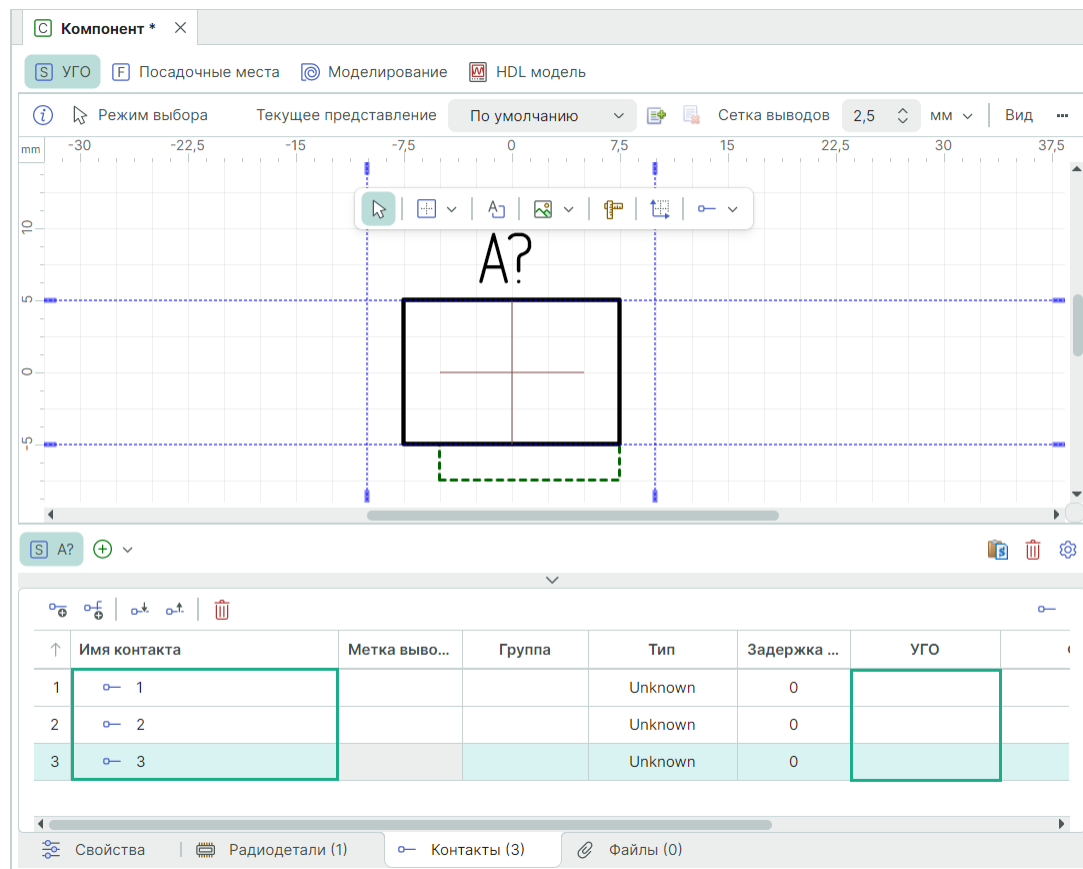 C Компонент *
S УГО F Посадочные места Моделирование HDL модель
Режим выбора Текущее представление По умолчанию Сетка выводов 2,5 мм Вид
mm -30 -22,5 -15 -7,5 0 7,5 15 22,5 30 37,5
10
A?
5
0
-5
S A?
Имя контакта Метка выво... Группа Тип Задержка ... УГО
1 1 Unknown 0
2 2 Unknown 0
3 3 Unknown 0
Свойства Радиодетали (1) Контакты (3) Файлы (0)